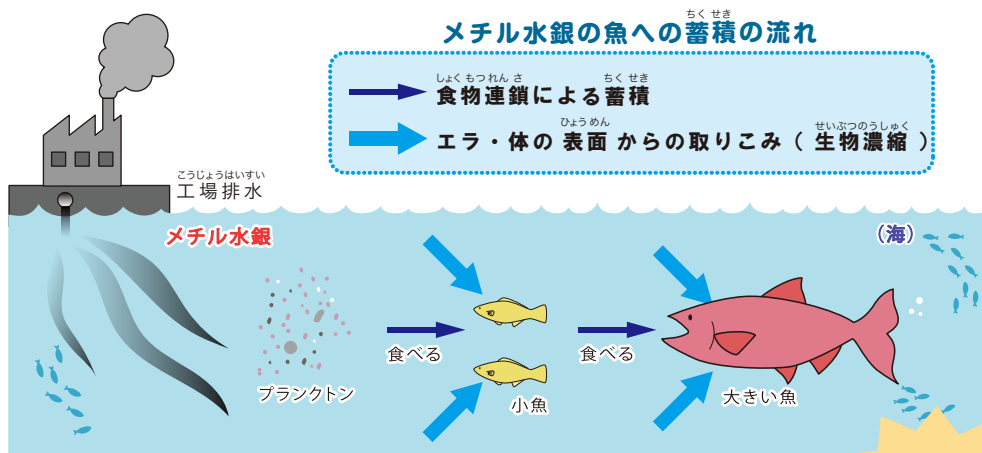 メチル水銀の魚への蓄積の流れ
ちくせき
食物連鎖による蓄積
しょくもつれんさ ちくせき
エラ・体の表面からの取りこみ(生物濃縮)
ひょうめん せいぶつのうしゅく
こうじょうはいすい
工場排水
メチル水銀
(海)
食べる
食べる
プランクトン
小魚
大きい魚